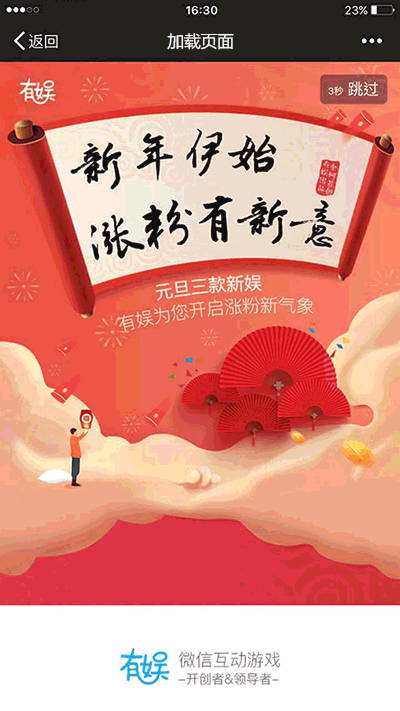 16:30
23%
返回
加载页面
有娱
3秒 跳过
新年伊始
涨粉有新意
元旦三款新娱
有娱为您开启涨粉新气象
有娱
微信互动游戏
—开创者&领导者—